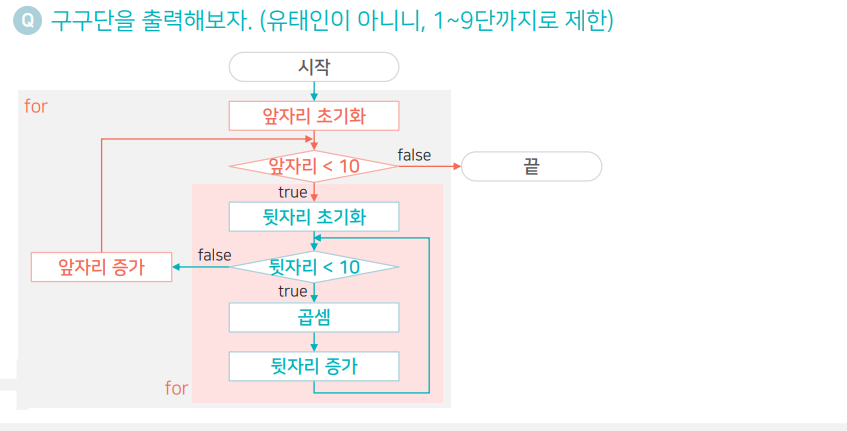 Q 구구단을 출력해보자. (유태인이 아니니, 1~9단까지로 제한)
시작
for
앞자리 초기화
앞자리 < 10
false
끝
true
뒷자리 초기화
앞자리 증가
false
뒷자리 < 10
true
곱셈
뒷자리 증가
for